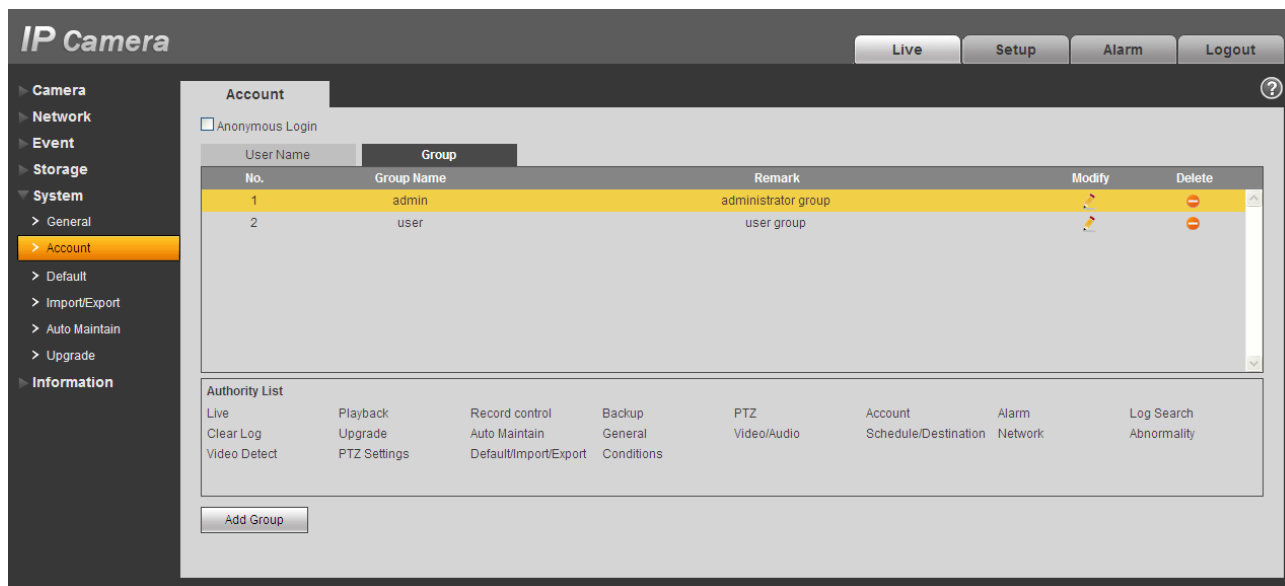 IP Camera
Live Setup Alarm Logout
Camera
Network
Event
Storage
System
> General
> Account
> Default
> Import/Export
> Auto Maintain
> Upgrade
Information
Account
?
Anonymous Login
User Name Group
No. Group Name Remark Modify Delete
1 admin administrator group
2 user user group
Authority List
Live Playback Record control Backup PTZ Account Alarm Log Search
Clear Log Upgrade Auto Maintain General Video/Audio Schedule/Destination Network Abnormality
Video Detect PTZ Settings Default/Import/Export Conditions
Add Group